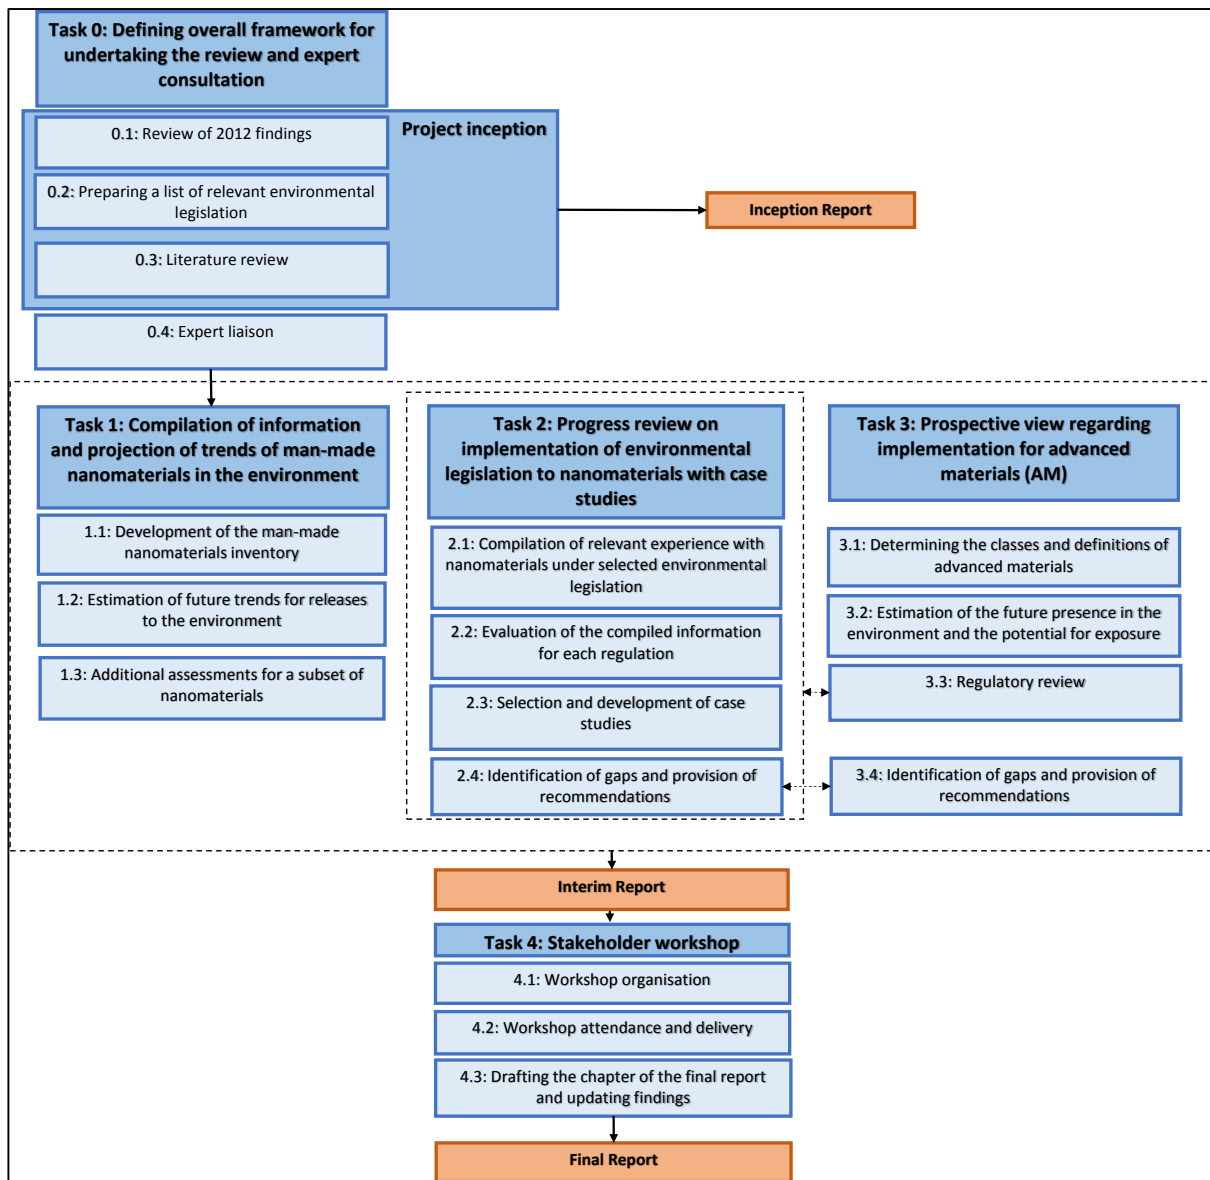 Task 0: Defining overall framework for
undertaking the review and expert
consultation
Project inception
0.1: Review of 2012 findings
0.2: Preparing a list of relevant environmental
legislation
0.3: Literature review
Inception Report
0.4: Expert liaison
Task 1: Compilation of information
and projection of trends of man-made
nanomaterials in the environment
1.1: Development of the man-made
nanomaterials inventory
1.2: Estimation of future trends for releases
to the environment
1.3: Additional assessments for a subset of
nanomaterials
Task 2: Progress review on
implementation of environmental
legislation to nanomaterials with case
studies
2.1: Compilation of relevant experience with
nanomaterials under selected environmental
legislation
2.2: Evaluation of the compiled information
for each regulation
2.3: Selection and development of case
studies
2.4: Identification of gaps and provision of
recommendations
Task 3: Prospective view regarding
implementation for advanced
materials (AM)
3.1: Determining the classes and definitions of
advanced materials
3.2: Estimation of the future presence in the
environment and the potential for exposure
3.3: Regulatory review
3.4: Identification of gaps and provision of
recommendations
Interim Report
Task 4: Stakeholder workshop
4.1: Workshop organisation
4.2: Workshop attendance and delivery
4.3: Drafting the chapter of the final report
and updating findings
Final Report